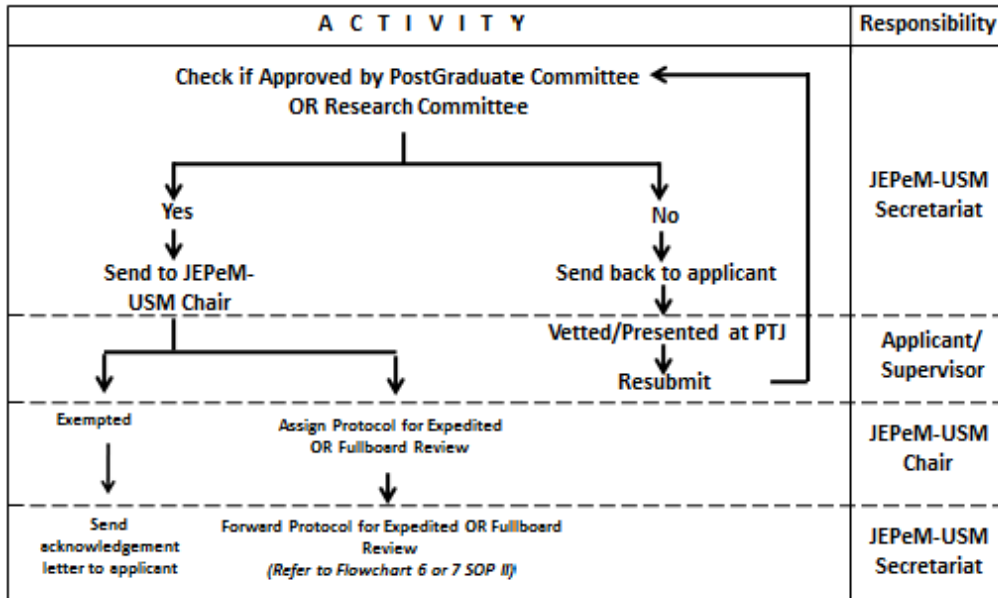 A C T I V I T Y
Responsibility
Check if Approved by PostGraduate Committee
OR Research Committee
JEPeM-USM
Secretariat
Yes
No
Send to JEPeM-
USM Chair
Send back to applicant
Vetted/Presented at PTJ
Resubmit
Applicant/
Supervisor
Exempted
Assign Protocol for Expedited
OR Fullboard Review
JEPeM-USM
Chair
Send
acknowledgement
letter to applicant
Forward Protocol for Expedited OR Fullboard
Review
(Refer to Flowchart 6 or 7 SOP II)
JEPeM-USM
Secretariat